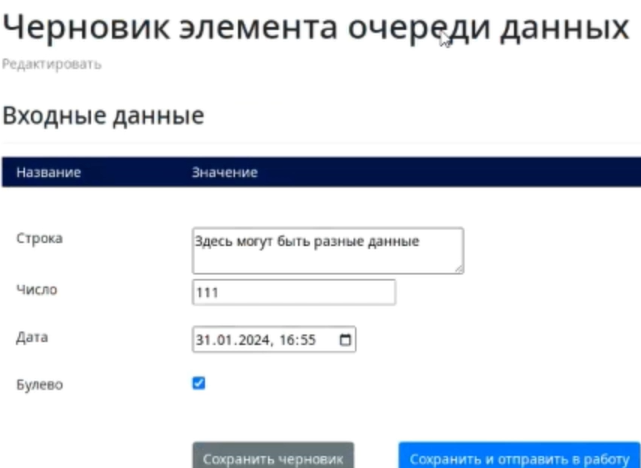 Черновик элемента очереди данных
Редактировать
Входные данные
Название Значение
Строка Здесь могут быть разные данные
Число 111
Дата 31.01.2024, 16:55
Булево
Сохранить черновик Сохранить и отправить в работу